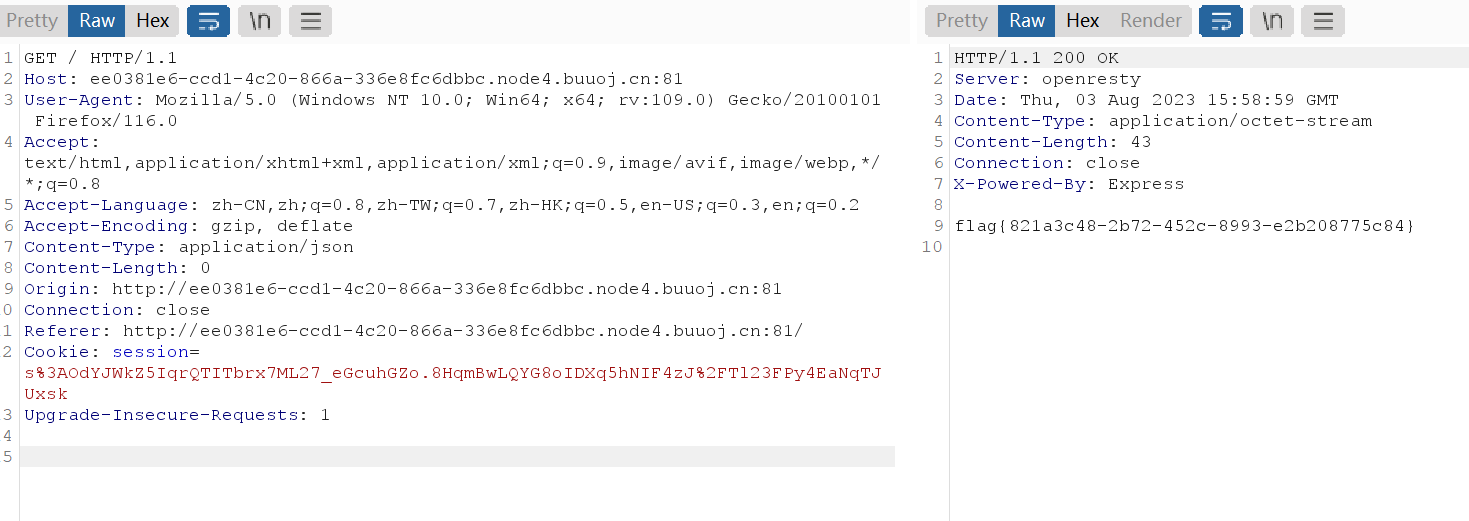 Pretty Raw Hex \n
1 GET / HTTP/1.1
2 Host: ee0381e6-ccd1-4c20-866a-336e8fc6dbbc.node4.buuoj.cn:81
3 User-Agent: Mozilla/5.0 (Windows NT 10.0; Win64; x64; rv:109.0) Gecko/20100101
Firefox/116.0
4 Accept:
text/html,application/xhtml+xml,application/xml;q=0.9,image/avif,image/webp,*/
*;q=0.8
5 Accept-Language: zh-CN,zh;q=0.8,zh-TW;q=0.7,zh-HK;q=0.5,en-US;q=0.3,en;q=0.2
6 Accept-Encoding: gzip, deflate
7 Content-Type: application/json
8 Content-Length: 0
9 Origin: http://ee0381e6-ccd1-4c20-866a-336e8fc6dbbc.node4.buuoj.cn:81
0 Connection: close
1 Referer: http://ee0381e6-ccd1-4c20-866a-336e8fc6dbbc.node4.buuoj.cn:81/
2 Cookie: session=
s%3AOdYJWkZ5IqrQTITbrx7ML27_eGcuhGZo.8HqmBwLQYG8oIDXq5hNIF4zJ%2FTl23FPy4EaNqTJ
Uxsk
3 Upgrade-Insecure-Requests: 1
4
5
Pretty Raw Hex Render \n
1 HTTP/1.1 200 OK
2 Server: openresty
3 Date: Thu, 03 Aug 2023 15:58:59 GMT
4 Content-Type: application/octet-stream
5 Content-Length: 43
6 Connection: close
7 X-Powered-By: Express
8
9 flag{821a3c48-2b72-452c-8993-e2b208775c84}
10